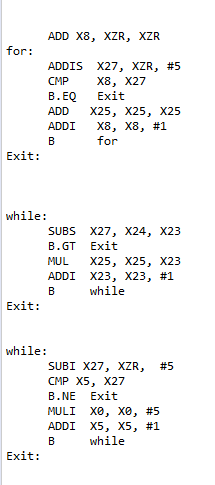 ADD X8, XZR, XZR
for:
ADDIS X27, XZR, #5
CMP X8, X27
B.EQ Exit
ADD X25, X25, X25
ADDI X8, X8, #1
B for
Exit:
while:
SUBS X27, X24, X23
B.GT Exit
MUL X25, X25, X23
ADDI X23, X23, #1
B while
Exit:
while:
SUBI X27, XZR, #5
CMP X5, X27
B.NE Exit
MULI X0, X0, #5
ADDI X5, X5, #1
B while
Exit: